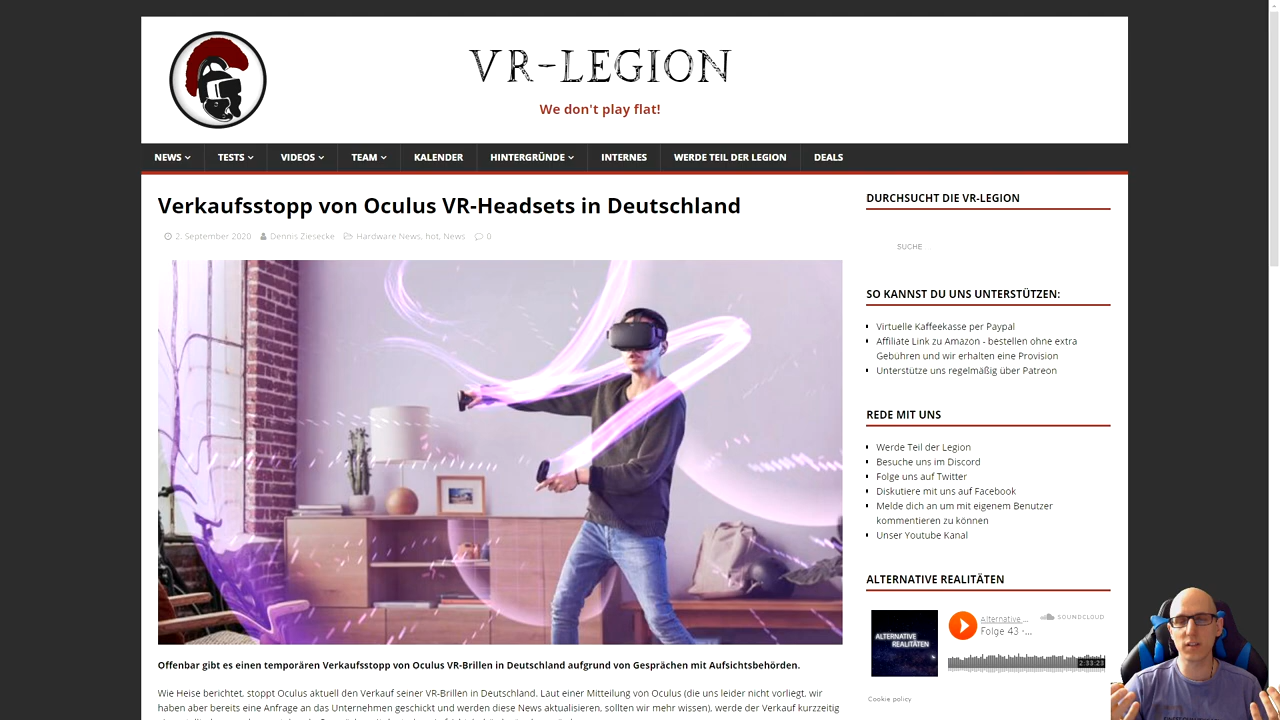 VR-LEGION
We don't play flat!
NEWS TESTS VIDEOS TEAM KALENDER HINTERGRÜNDE INTERNES WERDE TEIL DER LEGION DEALS
Verkaufsstopp von Oculus VR-Headsets in Deutschland
2. September 2020 Dennis Ziesecke Hardware News, hot, News 0
Offenbar gibt es einen temporären Verkaufsstopp von Oculus VR-Brillen in Deutschland aufgrund von Gesprächen mit Aufsichtsbehörden.
Wie Heise berichtet, stoppt Oculus aktuell den Verkauf seiner VR-Brillen in Deutschland. Laut einer Mitteilung von Oculus (die uns leider nicht vorliegt, wir
haben aber bereits eine Anfrage an das Unternehmen geschickt und werden diese News aktualisieren, sollten wir mehr wissen), werde der Verkauf kurzzeitig
DURCHSUCHT DIE VR-LEGION
SUCHE
SO KANNST DU UNS UNTERSTÜTZEN:
Virtuelle Kaffeekasse per Paypal
Affiliate Link zu Amazon - bestellen ohne extra
Gebühren und wir erhalten eine Provision
Unterstütze uns regelmäßig über Patreon
REDE MIT UNS
Werde Teil der Legion
Besuche uns im Discord
Folge uns auf Twitter
Diskutiere mit uns auf Facebook
Melde dich an um mit eigenem Benutzer
kommentieren zu können
Unser Youtube Kanal
ALTERNATIVE REALITÄTEN
ALTERNATIVE
REALITÄTEN
Alternative ...
SOUNDCLOUD
Folge 43 -...
2:33:23
Cookie policy